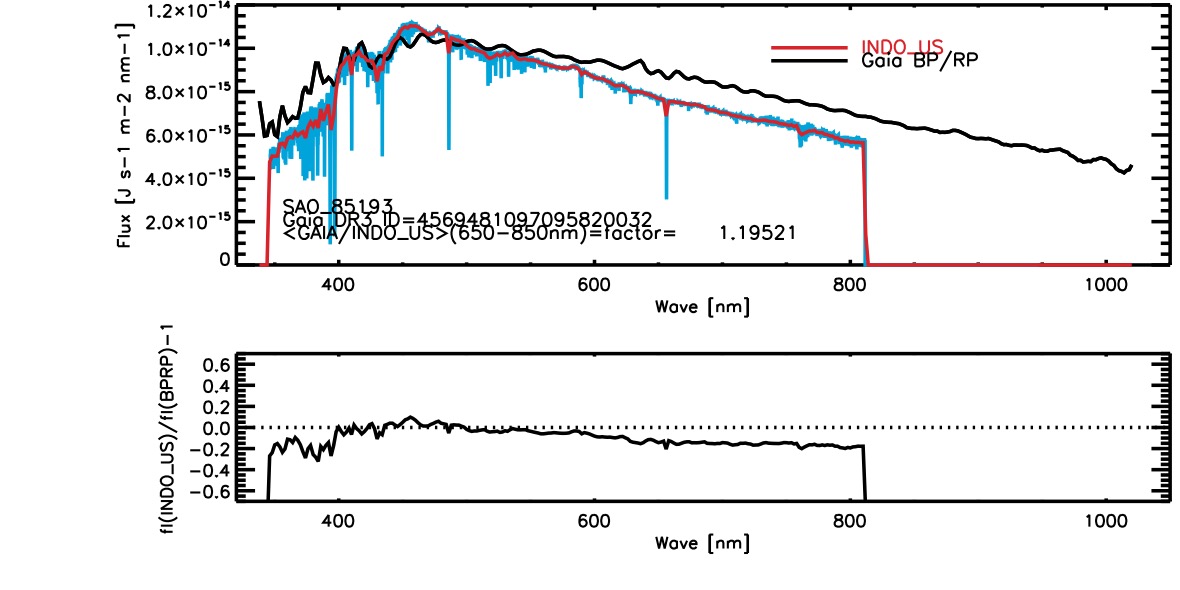 1.2×10⁻¹⁴
1.0×10⁻¹⁴
8.0×10⁻¹⁵
6.0×10⁻¹⁵
4.0×10⁻¹⁵
2.0×10⁻¹⁵
0
Flux [J s−1 m−2 nm−1]
INDO_US
Gaia BP/RP
SAO_85193
Gaia DR3 ID=4569481097095820032
<GAIA/INDO_US>(650−850nm)=factor= 1.19521
400 600 800 1000
Wave [nm]
fl(INDO_US)/fl(BPRP)−1
0.6
0.4
0.2
0.0
−0.2
−0.4
−0.6
400 600 800 1000
Wave [nm]